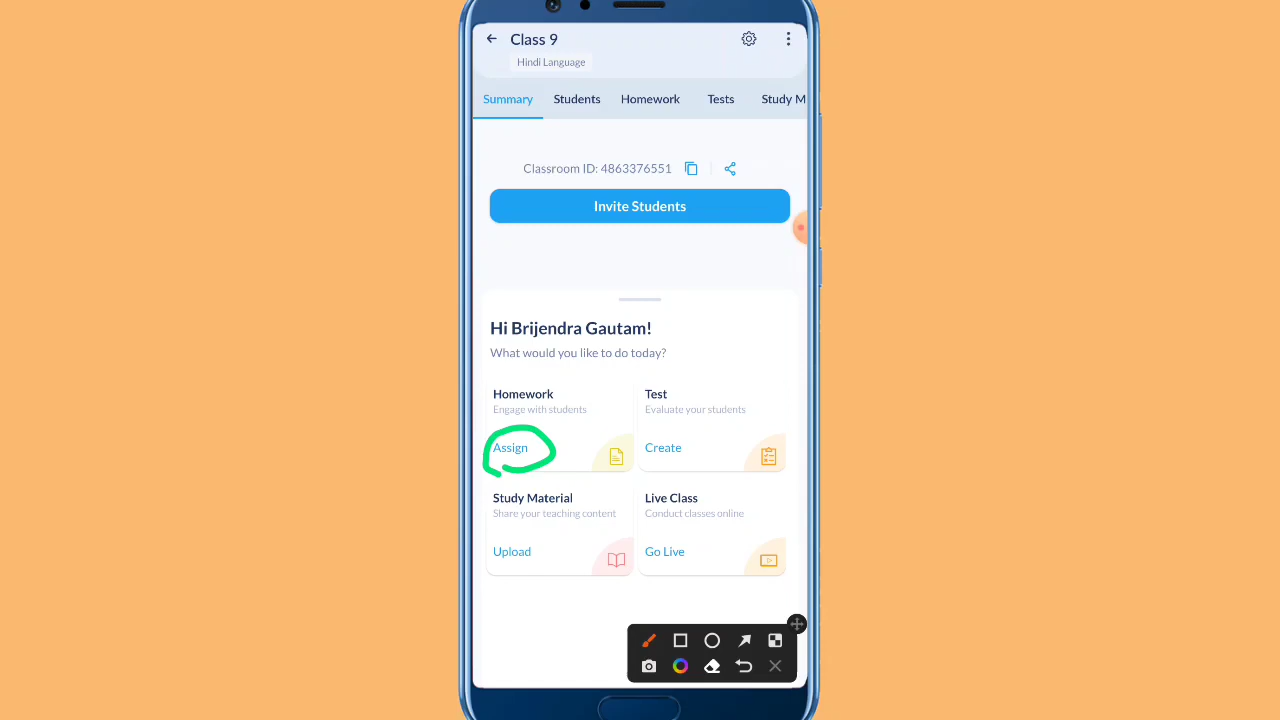 Class 9
Hindi Language
Summary Students Homework Tests Study M
Classroom ID: 4863376551
Invite Students
Hi Brijendra Gautam!
What would you like to do today?
Homework
Engage with students
Assign
Test
Evaluate your students
Create
Study Material
Share your teaching content
Upload
Live Class
Conduct classes online
Go Live